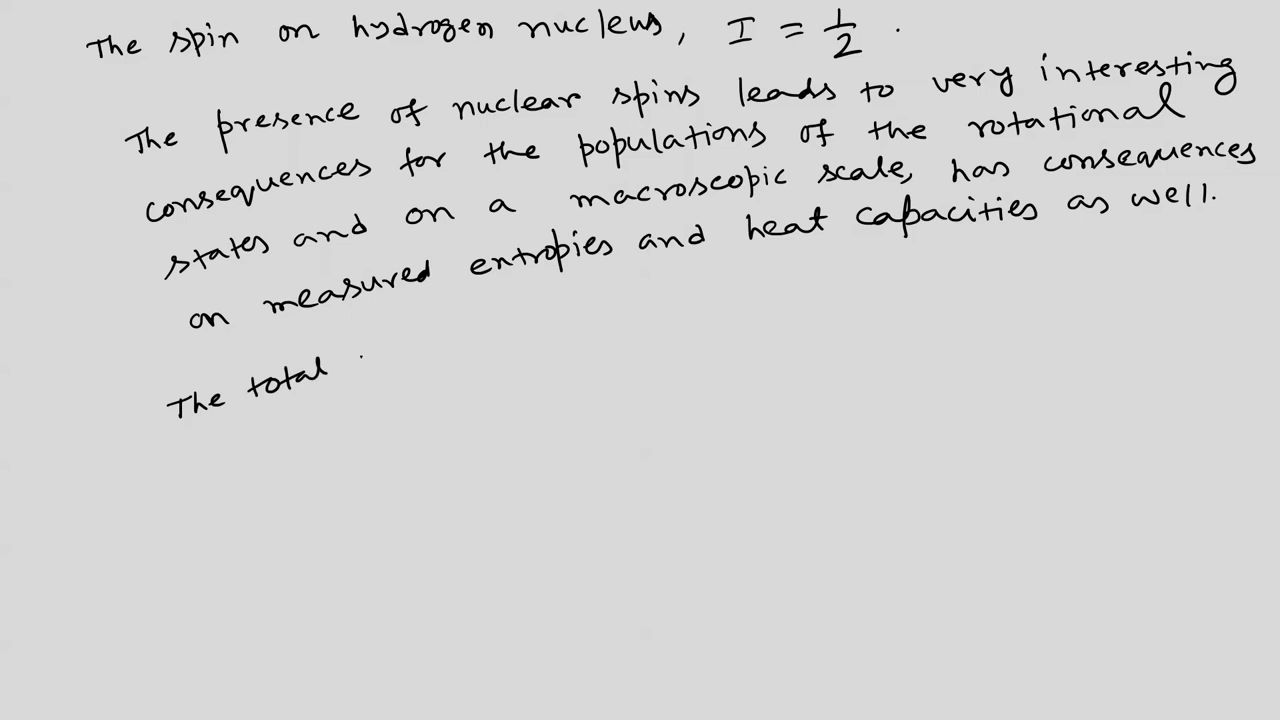 The spin on hydrogen nucleus, I = 1/2.
The presence of nuclear spins leads to very interesting
consequences for the populations of the rotational
states and on a macroscopic scale, has consequences
on measured entropies and heat capacities as well.
The total